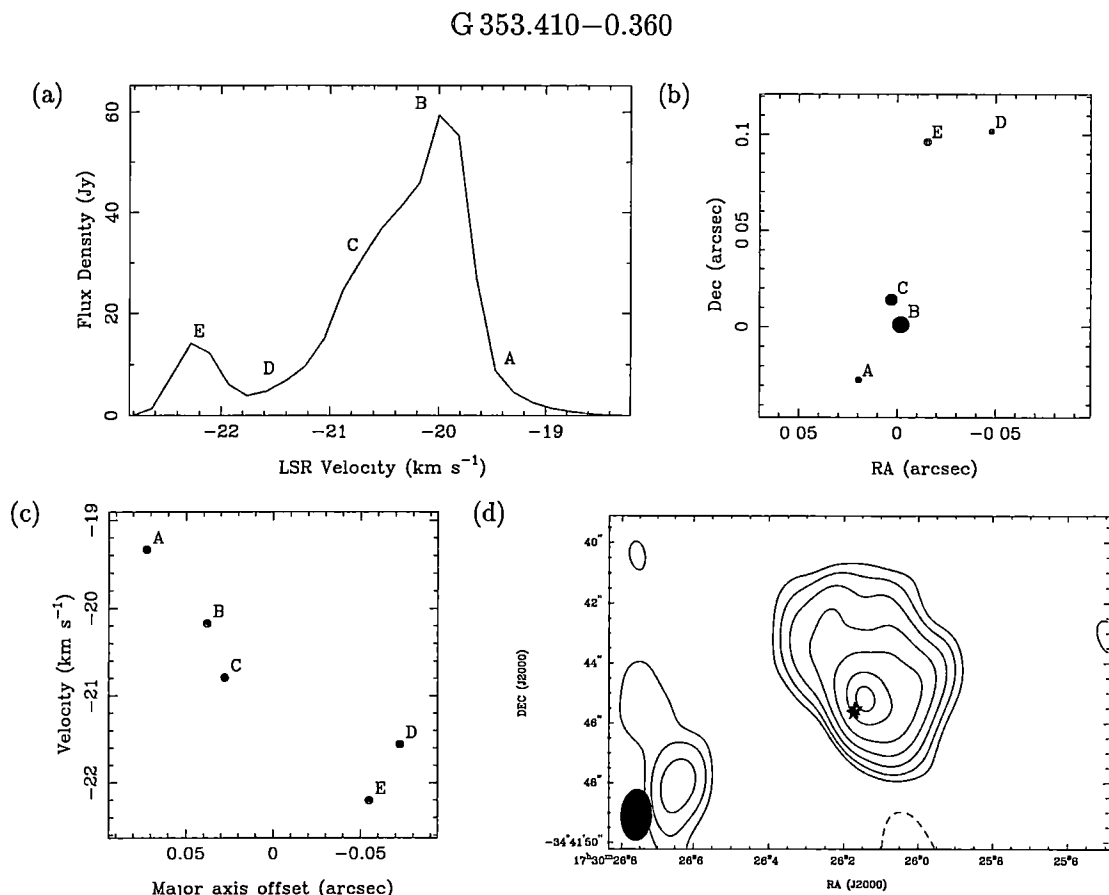 G 353.410−0.360
(a)
Flux Density (Jy)
60
40
20
0
A
B
C
D
E
−22
−21
−20
−19
LSR Velocity (km s⁻¹)
(b)
Dec (arcsec)
0.1
0 05
0
E
D
C
B
A
0 05
0
−0 05
RA (arcsec)
(c)
Velocity (km s⁻¹)
−19
−20
−21
−22
A
B
C
D
E
0.05
0
−0.05
Major axis offset (arcsec)
(d)
DEC (J2000)
40″
42″
44″
46″
48″
−34°41′50″
17ʰ30ᵐ26ˢ8
26ˢ6
26ˢ4
26ˢ2
26ˢ0
25ˢ8
RA (J2000)